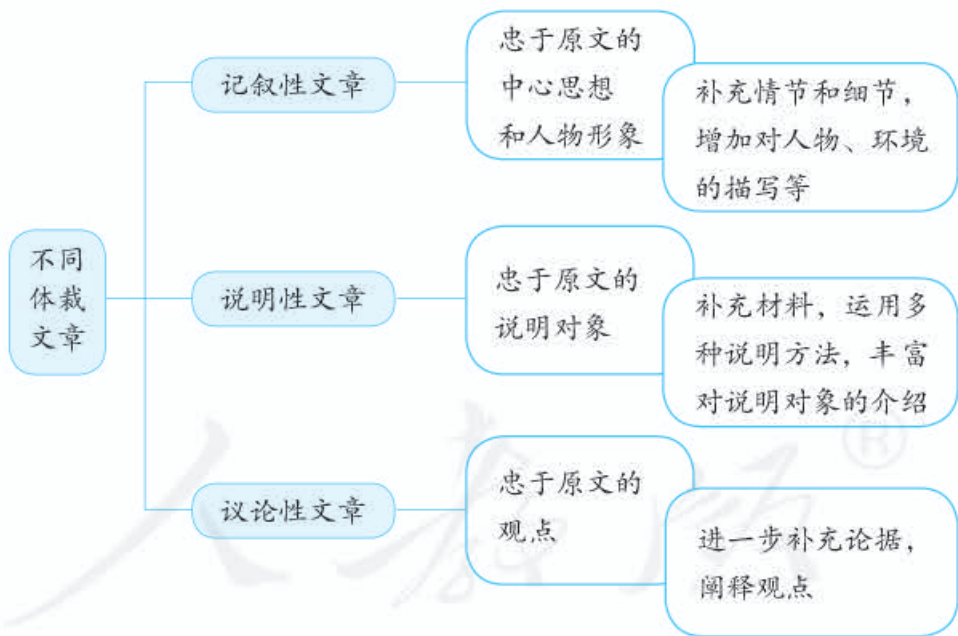 不同
体裁
文章
记叙性文章
忠于原文的
中心思想
和人物形象
补充情节和细节，
增加对人物、环境
的描写等
说明性文章
忠于原文的
说明对象
补充材料，运用多
种说明方法，丰富
对说明对象的介绍
议论性文章
忠于原文的
观点
进一步补充论据，
阐释观点
人教师®